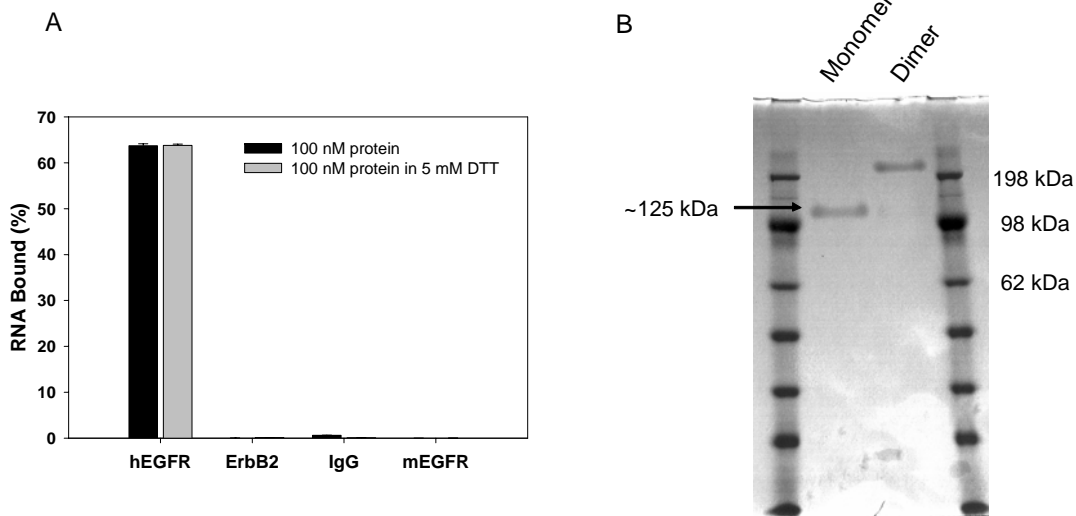 A
70
60
50
40
30
20
10
0
RNA Bound (%)
100 nM protein
100 nM protein in 5 mM DTT
hEGFR ErbB2 IgG mEGFR
B
Monomer
Dimer
~125 kDa
198 kDa
98 kDa
62 kDa